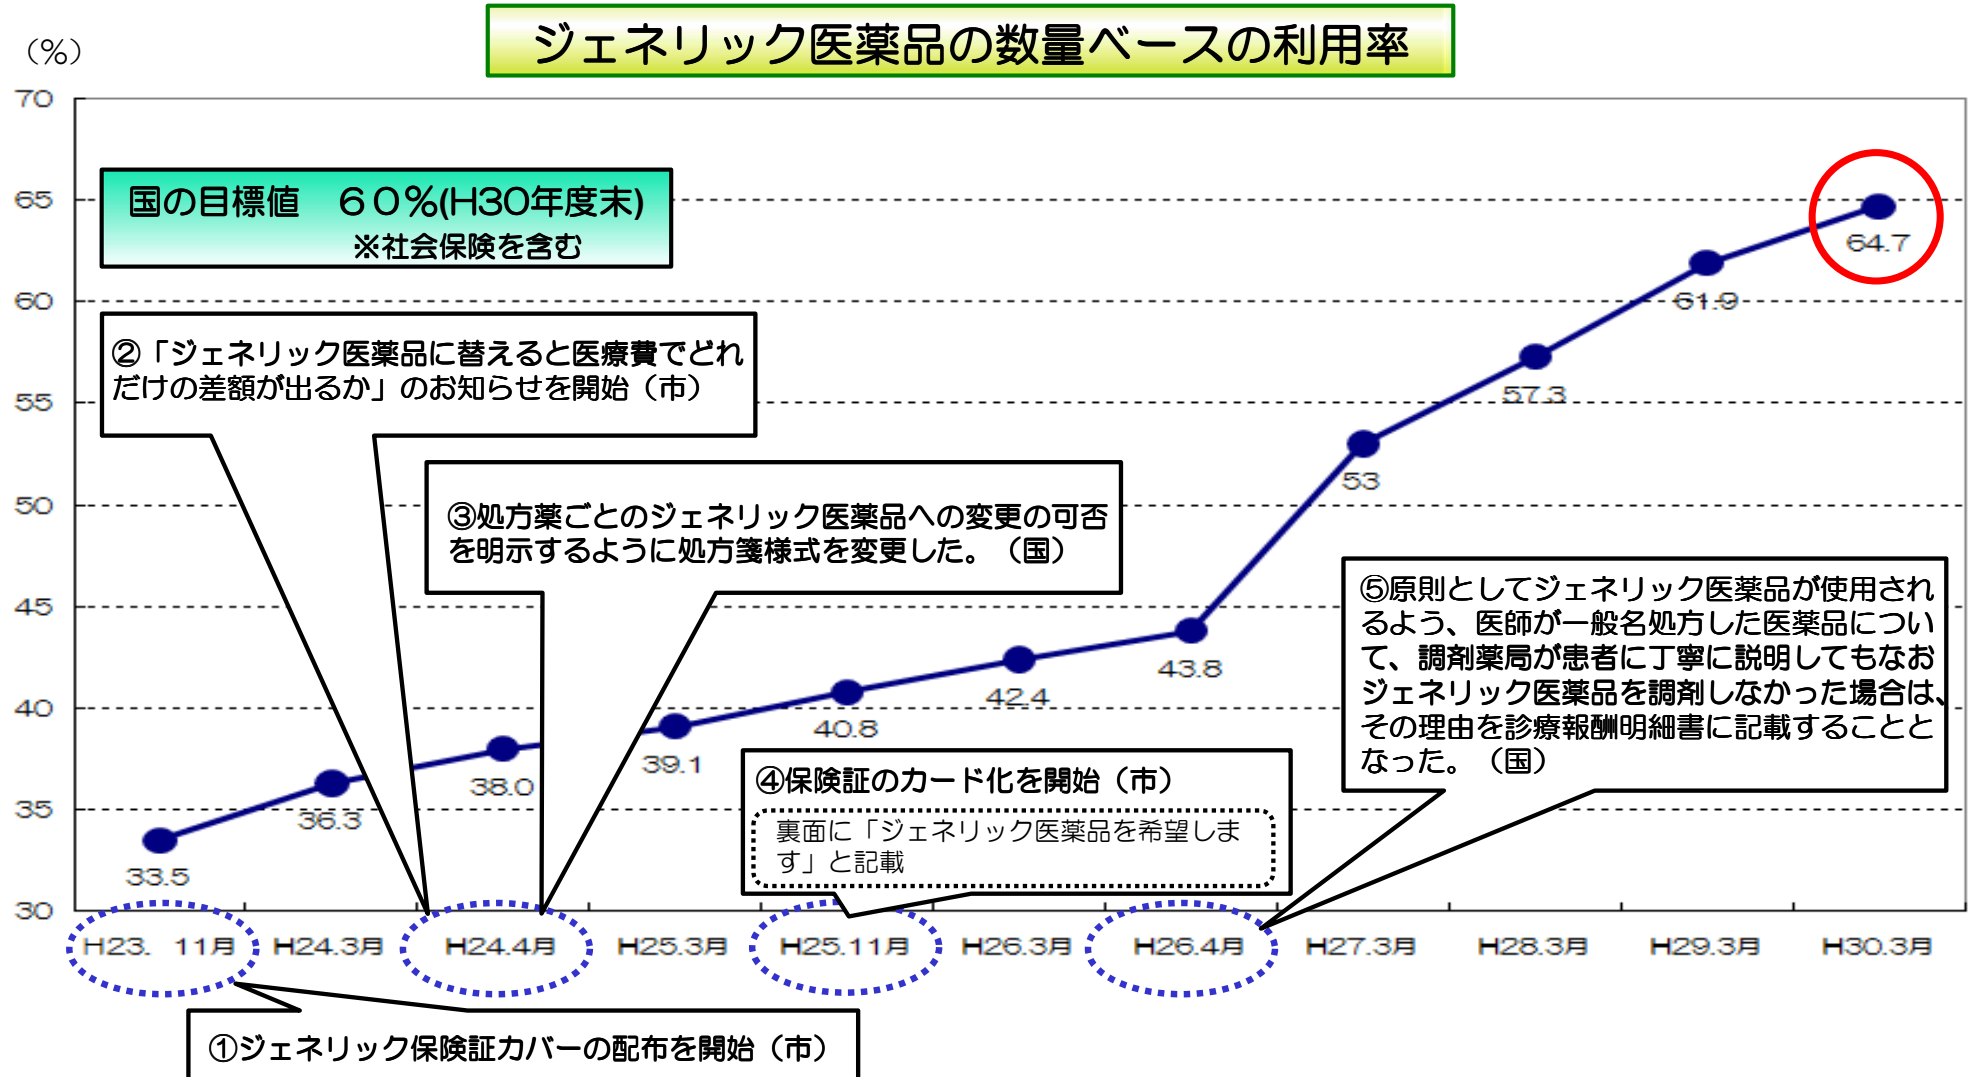 ジェネリック医薬品の数量ベースの利用率
（％）
70
65
60
55
50
45
40
35
30
国の目標値　６０％(H30年度末)
※社会保険を含む
②「ジェネリック医薬品に替えると医療費でどれ
だけの差額が出るか」のお知らせを開始（市）
③処方薬ごとのジェネリック医薬品への変更の可否
を明示するように処方箋様式を変更した。（国）
⑤原則としてジェネリック医薬品が使用され
るよう、医師が一般名処方した医薬品につい
て、調剤薬局が患者に丁寧に説明してもなお
ジェネリック医薬品を調剤しなかった場合は、
その理由を診療報酬明細書に記載することと
なった。（国）
④保険証のカード化を開始（市）
裏面に「ジェネリック医薬品を希望しま
す」と記載
33.5
36.3
38.0
39.1
40.8
42.4
43.8
53
57.3
61.9
64.7
H23. 11月
H24.3月
H24.4月
H25.3月
H25.11月
H26.3月
H26.4月
H27.3月
H28.3月
H29.3月
H30.3月
①ジェネリック保険証カバーの配布を開始（市）